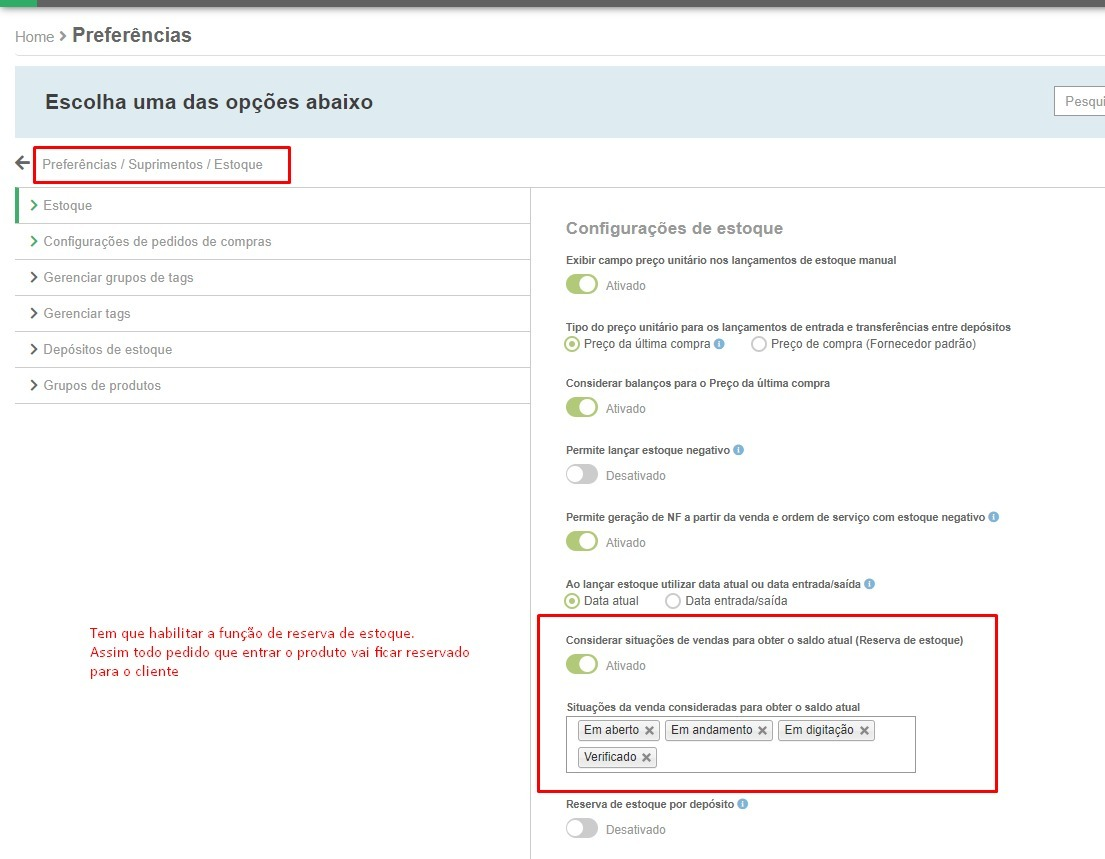 Home > Preferências
Escolha uma das opções abaixo
Pesqui
Preferências / Suprimentos / Estoque
Estoque
Configurações de pedidos de compras
Gerenciar grupos de tags
Gerenciar tags
Depósitos de estoque
Grupos de produtos
Configurações de estoque
Exibir campo preço unitário nos lançamentos de estoque manual
Ativado
Tipo do preço unitário para os lançamentos de entrada e transferências entre depósitos
Preço da última compra Preço de compra (Fornecedor padrão)
Considerar balanços para o Preço da última compra
Ativado
Permite lançar estoque negativo
Desativado
Permite geração de NF a partir da venda e ordem de serviço com estoque negativo
Ativado
Ao lançar estoque utilizar data atual ou data entrada/saída
Data atual Data entrada/saída
Considerar situações de vendas para obter o saldo atual (Reserva de estoque)
Ativado
Situações da venda consideradas para obter o saldo atual
Em aberto Em andamento Em digitação
Verificado
Reserva de estoque por depósito
Desativado
Tem que habilitar a função de reserva de estoque.
Assim todo pedido que entrar o produto vai ficar reservado
para o cliente